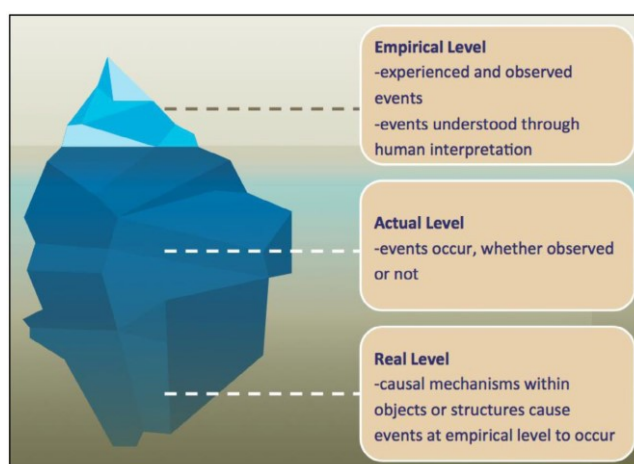 Empirical Level
-experienced and observed
events
-events understood through
human interpretation
Actual Level
-events occur, whether observed
or not
Real Level
-causal mechanisms within
objects or structures cause
events at empirical level to occur